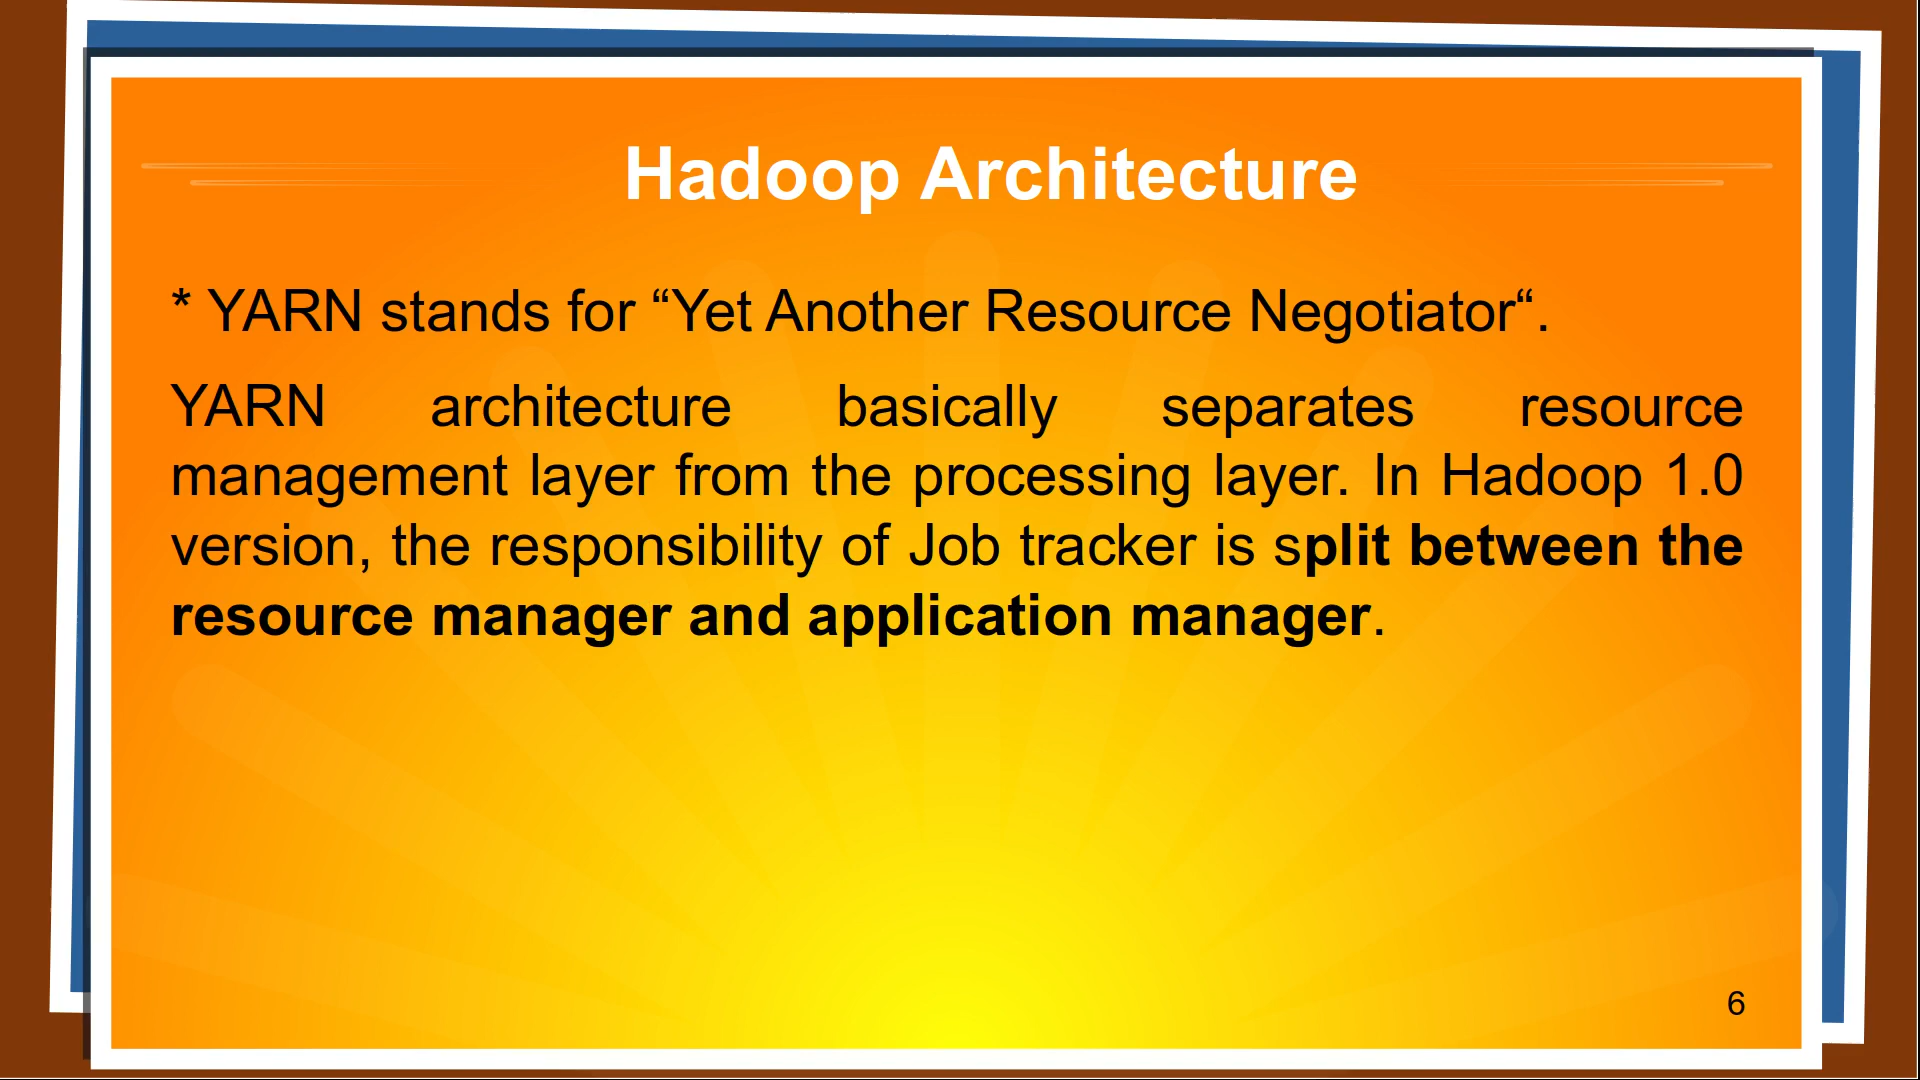 Hadoop Architecture
* YARN stands for “Yet Another Resource Negotiator“.
YARN architecture basically separates resource
management layer from the processing layer. In Hadoop 1.0
version, the responsibility of Job tracker is split between the
resource manager and application manager.
6